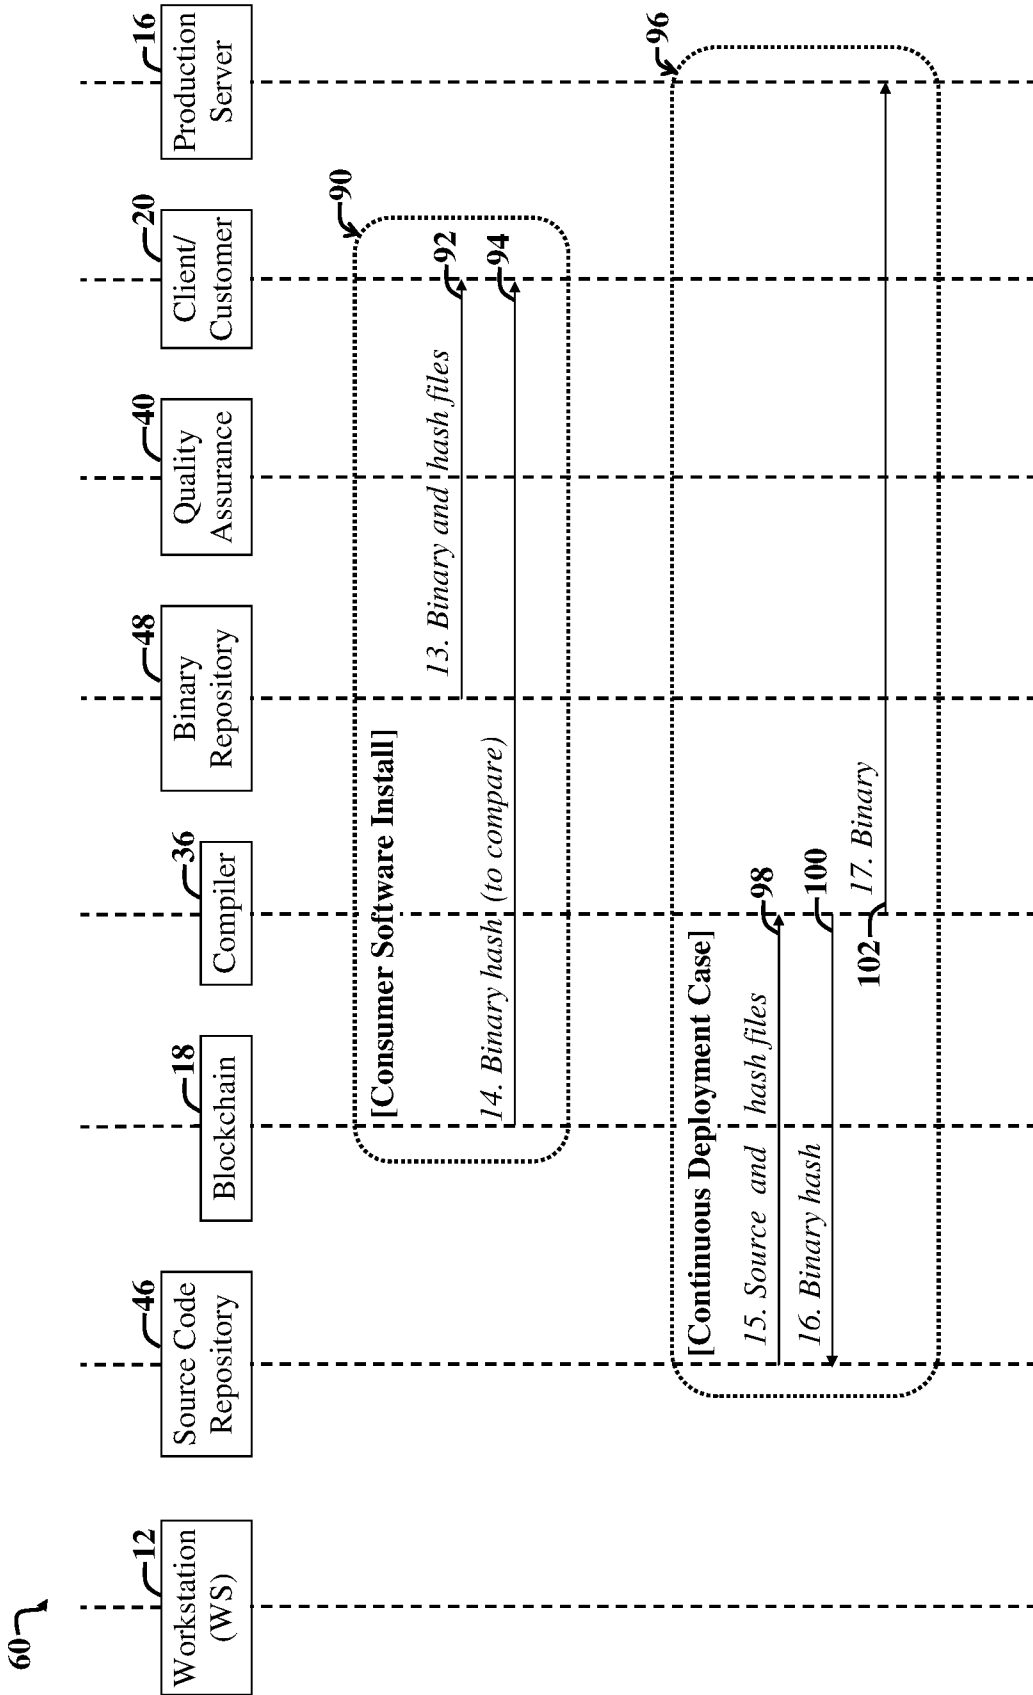 60
12
Workstation
(WS)
46
Source Code
Repository
18
Blockchain
36
Compiler
48
Binary
Repository
40
Quality
Assurance
20
Client/
Customer
16
Production
Server
90
[Consumer Software Install]
13. Binary and hash files
92
14. Binary hash (to compare)
94
96
[Continuous Deployment Case]
15. Source and hash files
98
16. Binary hash
100
102
17. Binary